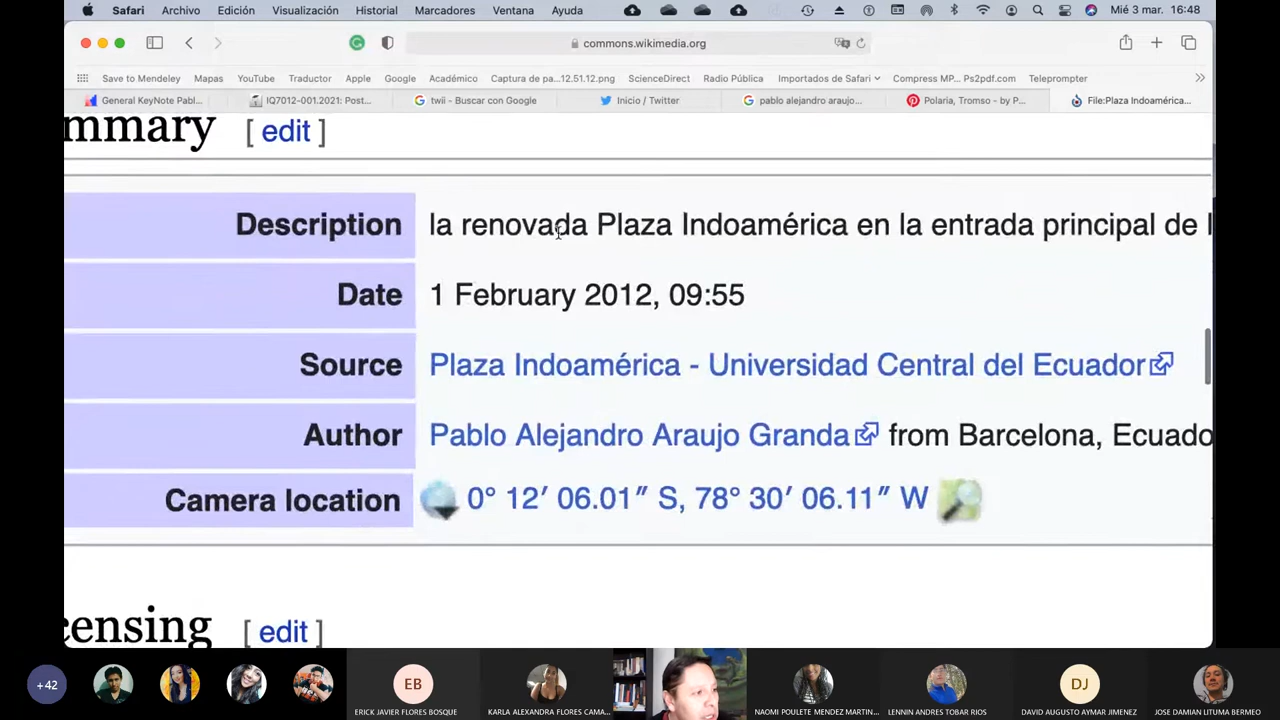 Safari Archivo Edición Visualización Historial Marcadores Ventana Ayuda Mié 3 mar. 16:48
commons.wikimedia.org
Save to Mendeley Mapas YouTube Traductor Apple Google Académico Captura de pa...12.51.12.png ScienceDirect Radio Pública Importados de Safari Compress MP... Ps2pdf.com Teleprompter
General KeyNote Pabl... IQ7012-001.2021: Post... twii - Buscar con Google Inicio / Twitter pablo alejandro araujo... Polaria, Tromso - by P... File:Plaza Indoamérica...
mmary [ edit ]
Description la renovada Plaza Indoamérica en la entrada principal de l
Date 1 February 2012, 09:55
Source Plaza Indoamérica - Universidad Central del Ecuador
Author Pablo Alejandro Araujo Granda from Barcelona, Ecuado
Camera location 0° 12′ 06.01″ S, 78° 30′ 06.11″ W
censing [ edit ]
+42 EB DJ
ERICK JAVIER FLORES BOSQUE KARLA ALEXANDRA FLORES CAMA... NAOMI POULETE MENDEZ MARTIN... LENNIN ANDRES TOBAR RIOS DAVID AUGUSTO AYMAR JIMENEZ JOSE DAMIAN LITUMA BERMEO